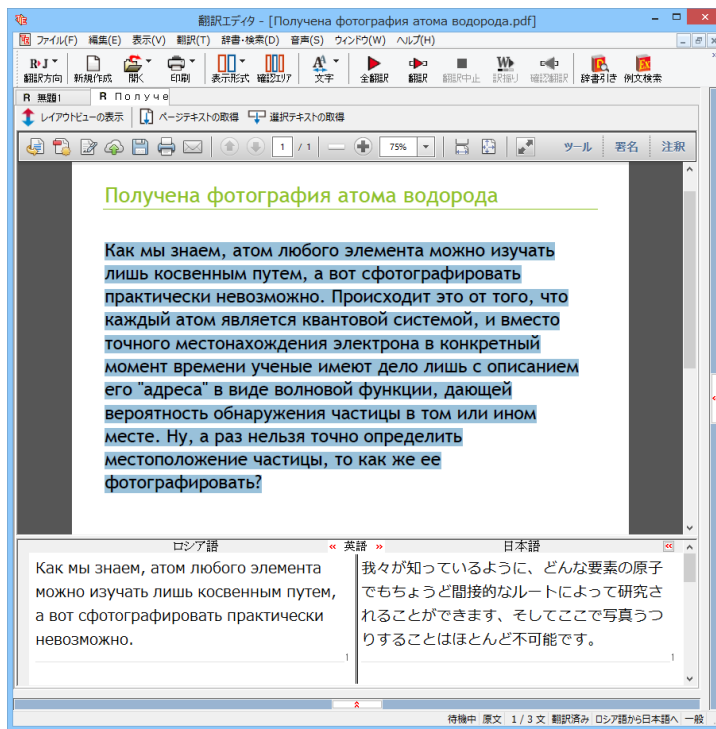 翻訳エディタ - [Получена фотография атома водорода.pdf]
ファイル(F) 編集(E) 表示(V) 翻訳(T) 辞書・検索(D) 音声(S) ウィンドウ(W) ヘルプ(H)
R▸J
翻訳方向 新規作成 開く 印刷 表示形式 確認エリア 文字 全翻訳 翻訳 翻訳中止 訳振り 確認翻訳 辞書引き 例文検索
R 無題1 R Получе
レイアウトビューの表示 ページテキストの取得 選択テキストの取得
1 / 1 75% ツール 署名 注釈
Получена фотография атома водорода
Как мы знаем, атом любого элемента можно изучать
лишь косвенным путем, а вот сфотографировать
практически невозможно. Происходит это от того, что
каждый атом является квантовой системой, и вместо
точного местонахождения электрона в конкретный
момент времени ученые имеют дело лишь с описанием
его "адреса" в виде волновой функции, дающей
вероятность обнаружения частицы в том или ином
месте. Ну, а раз нельзя точно определить
местоположение частицы, то как же ее
фотографировать?
ロシア語 « 英語 » 日本語 «
Как мы знаем, атом любого элемента
можно изучать лишь косвенным путем,
а вот сфотографировать практически
невозможно.
1
我々が知っているように、どんな要素の原子
でもちょうど間接的なルートによって研究さ
れることができます、そしてここで写真うつ
りすることはほとんど不可能です。
1
待機中 原文 1 / 3 文 翻訳済み ロシア語から日本語へ 一般